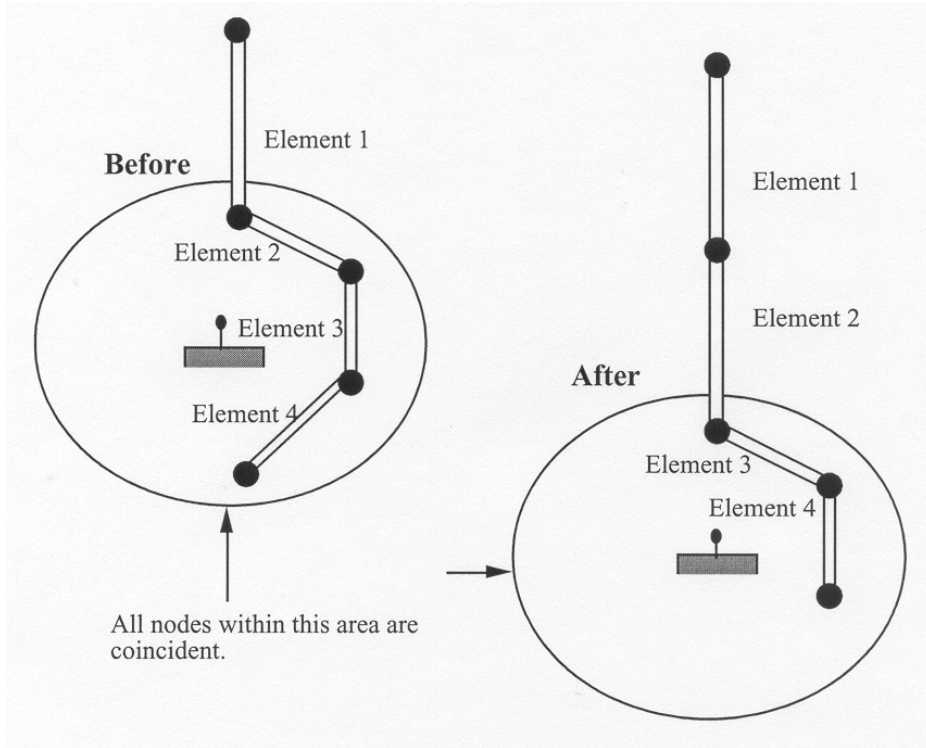 Before
Element 1
Element 2
Element 3
Element 4
All nodes within this area are
coincident.
Element 1
Element 2
After
Element 3
Element 4